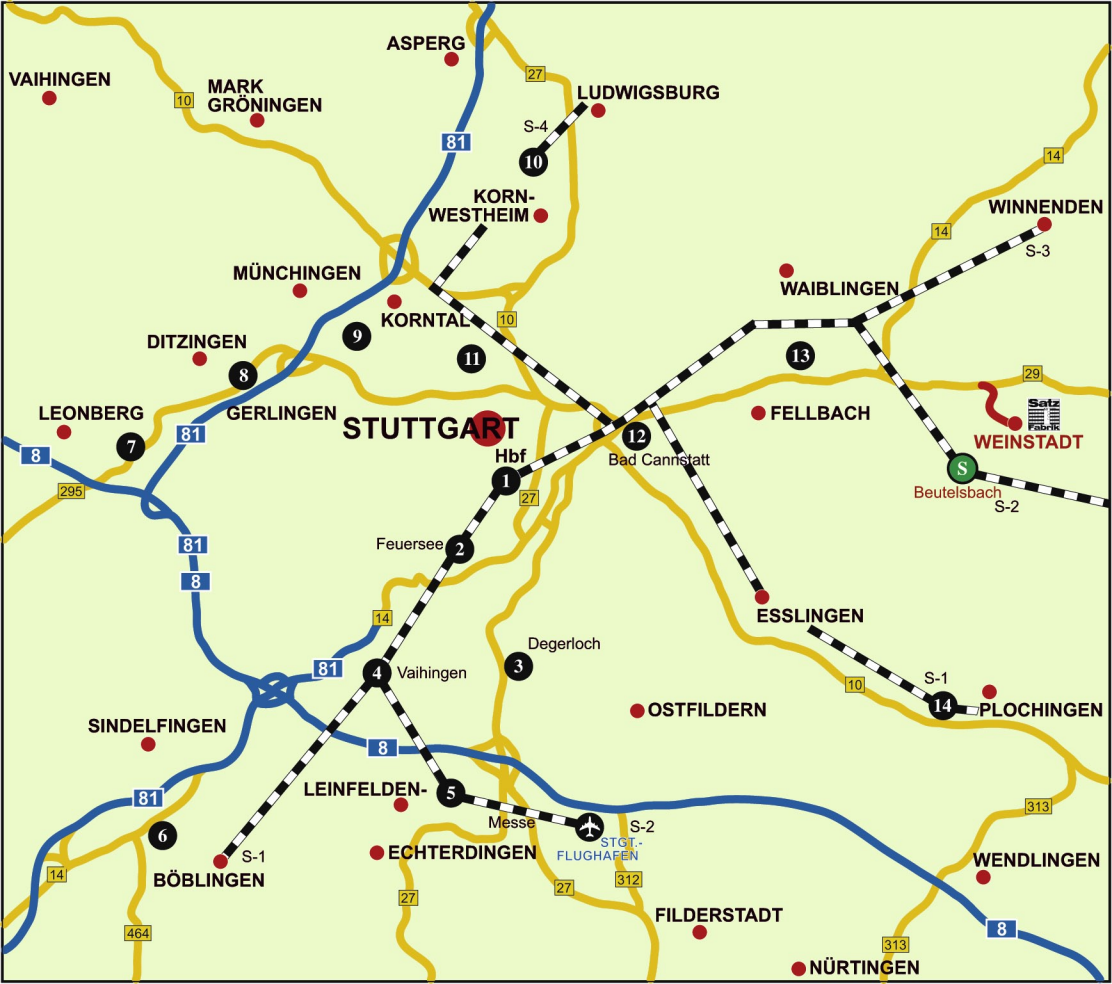 ASPERG
27
VAIHINGEN
MARK
GRÖNINGEN
10
LUDWIGSBURG
S-4
81
10
14
KORN-
WESTHEIM
WINNENDEN
14
S-3
MÜNCHINGEN
WAIBLINGEN
KORNTAL
10
9
DITZINGEN
11
13
8
29
LEONBERG
GERLINGEN
STUTTGART
FELLBACH
Satz
Fabrik
WEINSTADT
7
81
12
8
Hbf
Bad Cannstatt
S
1
295
27
Beutelsbach
S-2
81
Feuersee
2
8
ESSLINGEN
14
Degerloch
81
4
Vaihingen
3
S-1
10
14
PLOCHINGEN
OSTFILDERN
SINDELFINGEN
8
LEINFELDEN-
5
81
313
Messe
S-2
STGT.-
FLUGHAFEN
6
S-1
ECHTERDINGEN
WENDLINGEN
14
BÖBLINGEN
27
312
27
FILDERSTADT
464
8
313
NÜRTINGEN